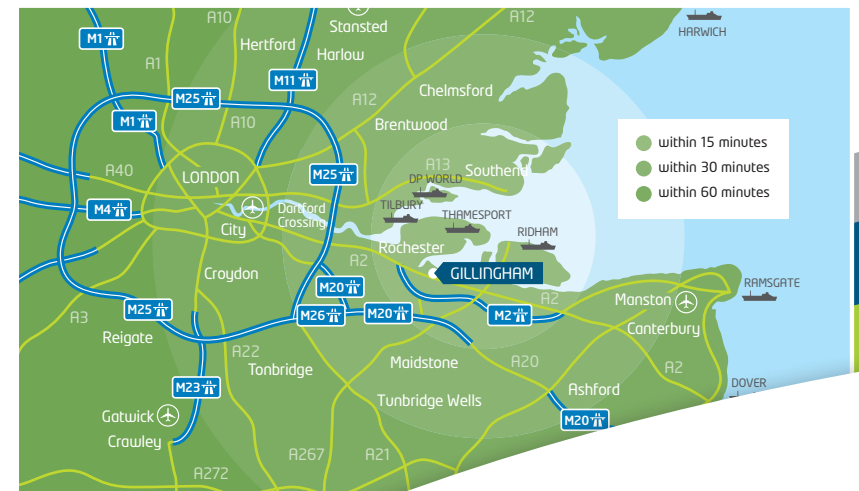 A10
A12
HARWICH
Stansted
M1
Hertford
Harlow
A1
M11
Chelmsford
M25
A12
M1
A10
Brentwood
within 15 minutes
within 30 minutes
within 60 minutes
A40
LONDON
M25
A13
Southend
DP WORLD
M4
City
Dartford
Crossing
TILBURY
THAMESPORT
RIDHAM
Rochester
A2
Croydon
GILLINGHAM
M20
A2
Manston
RAMSGATE
M25
A3
M26
M20
M2
Canterbury
Reigate
A22
Tonbridge
Maidstone
A20
A2
M23
Tunbridge Wells
Ashford
DOVER
Gatwick
M20
Crawley
A267
A21
A272